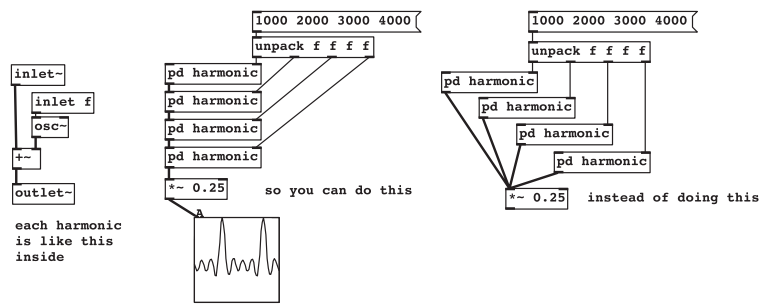 inlet~
inlet f
osc~
+~
outlet~
each harmonic
is like this
inside
1000 2000 3000 4000
unpack f f f f
pd harmonic
pd harmonic
pd harmonic
pd harmonic
*~ 0.25
so you can do this
A
1000 2000 3000 4000
unpack f f f f
pd harmonic
pd harmonic
pd harmonic
pd harmonic
*~ 0.25
instead of doing this